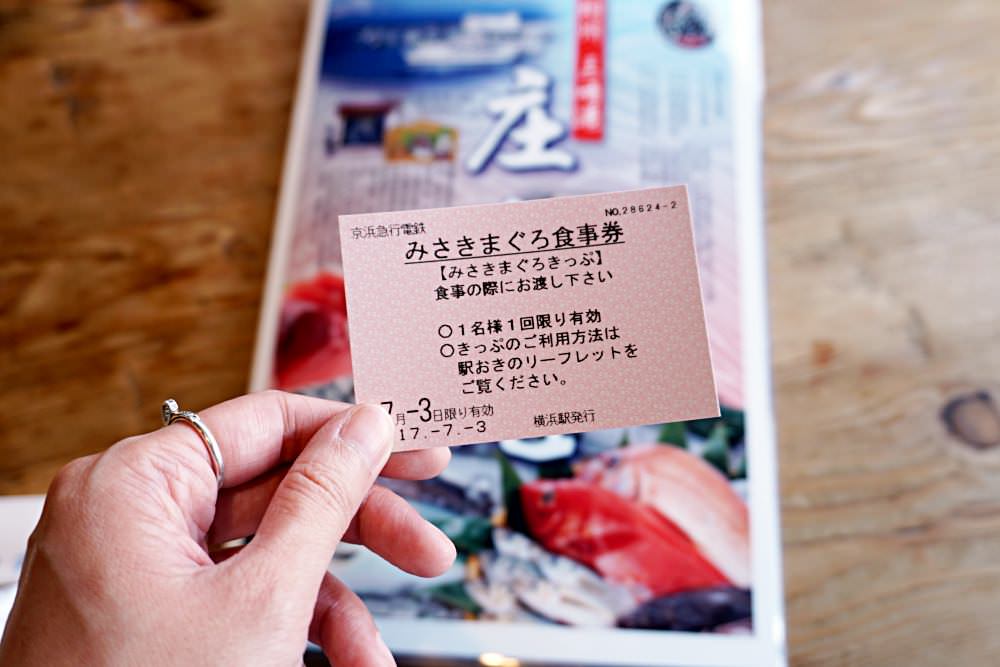 三崎港
庄
京浜急行電鉄
NO.28624-2
みさきまぐろ食事券
【みさきまぐろきっぷ】
食事の際にお渡し下さい
○1名様1回限り有効
○きっぷのご利用方法は
駅おきのリーフレットを
ご覧ください。
7月-3日限り有効
17.-7.-3
横浜駅発行